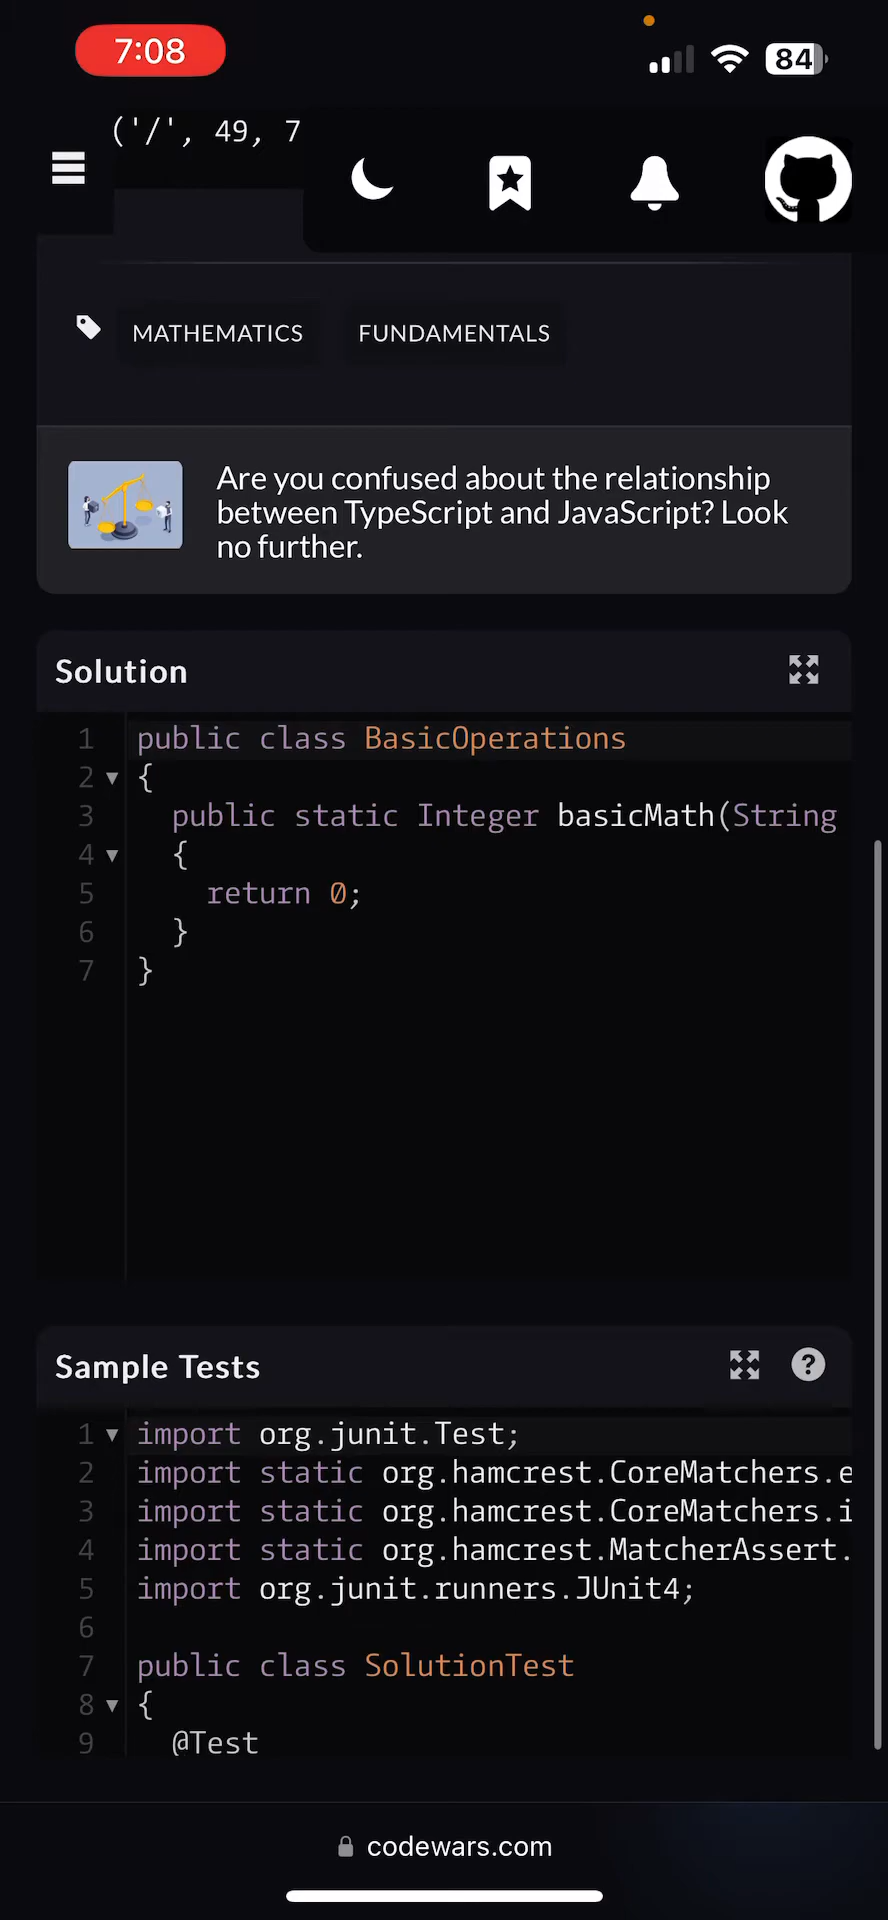 7:08
84
('/', 49, 7
MATHEMATICS FUNDAMENTALS
Are you confused about the relationship
between TypeScript and JavaScript? Look
no further.
Solution
1 public class BasicOperations
2 {
3 public static Integer basicMath(String
4 {
5 return 0;
6 }
7 }
Sample Tests
1 import org.junit.Test;
2 import static org.hamcrest.CoreMatchers.e
3 import static org.hamcrest.CoreMatchers.i
4 import static org.hamcrest.MatcherAssert.
5 import org.junit.runners.JUnit4;
6
7 public class SolutionTest
8 {
9 @Test
codewars.com